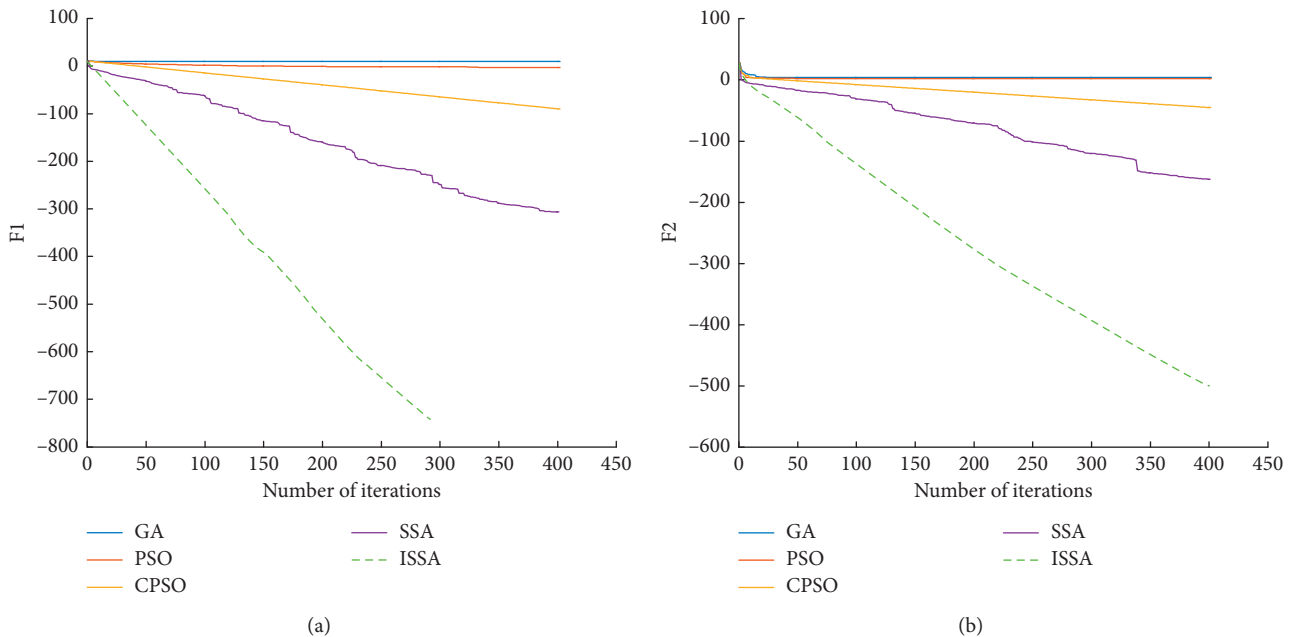 100
0
–100
–200
–300
–400
–500
–600
–700
–800
F1
0 50 100 150 200 250 300 350 400 450
Number of iterations
GA
PSO
CPSO
SSA
ISSA
(a)
100
0
–100
–200
–300
–400
–500
–600
F2
0 50 100 150 200 250 300 350 400 450
Number of iterations
GA
PSO
CPSO
SSA
ISSA
(b)